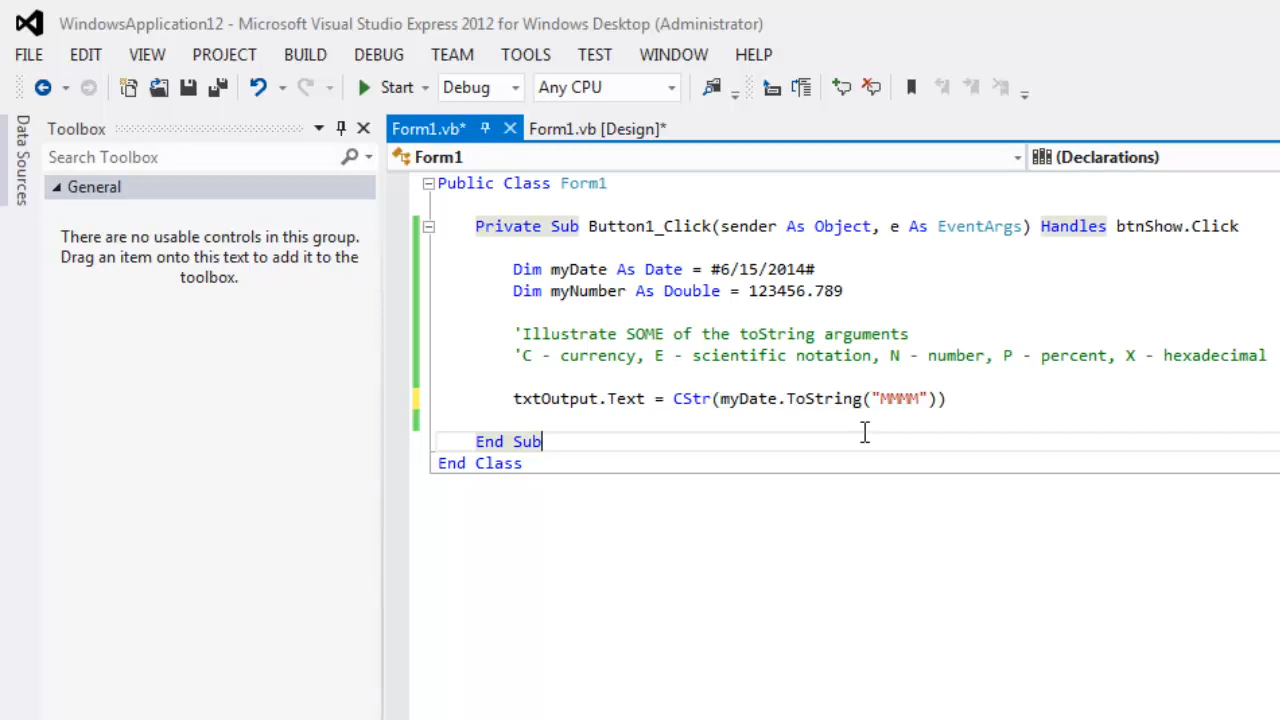 WindowsApplication12 - Microsoft Visual Studio Express 2012 for Windows Desktop (Administrator)
FILE EDIT VIEW PROJECT BUILD DEBUG TEAM TOOLS TEST WINDOW HELP
Start Debug Any CPU
Data Sources
Toolbox
Search Toolbox
General
There are no usable controls in this group.
Drag an item onto this text to add it to the
toolbox.
Form1.vb* Form1.vb [Design]*
Form1 (Declarations)
Public Class Form1
Private Sub Button1_Click(sender As Object, e As EventArgs) Handles btnShow.Click
Dim myDate As Date = #6/15/2014#
Dim myNumber As Double = 123456.789
'Illustrate SOME of the toString arguments
'C - currency, E - scientific notation, N - number, P - percent, X - hexadecimal
txtOutput.Text = CStr(myDate.ToString("MMMM"))
End Sub
End Class